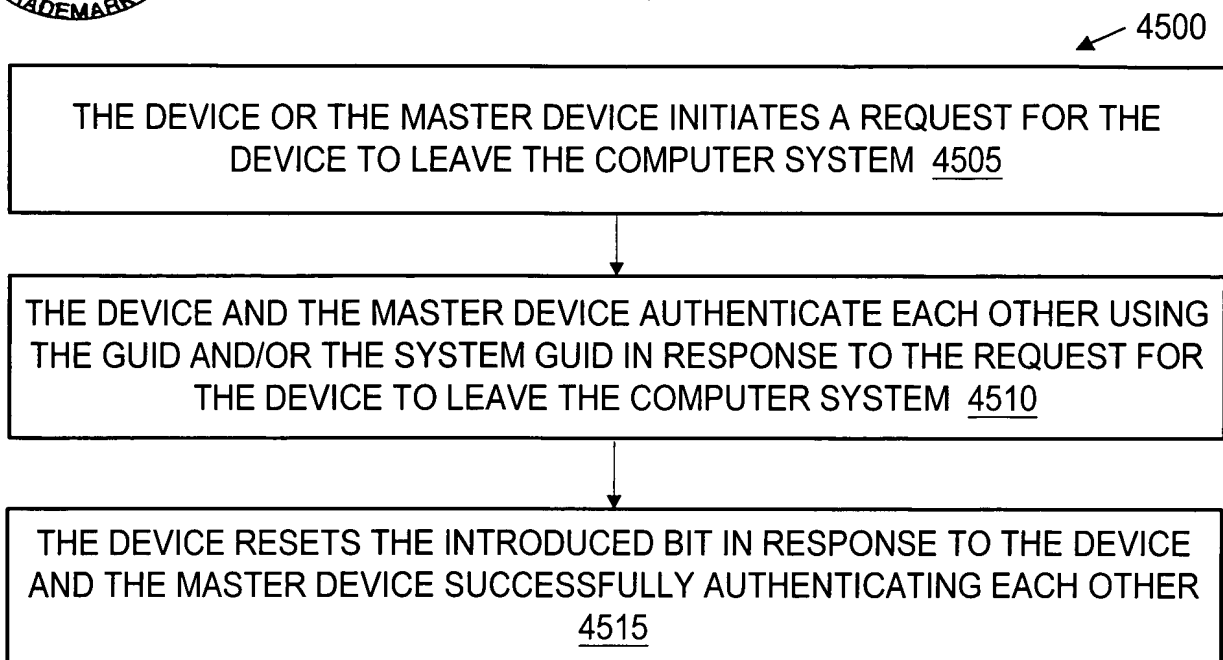 TRADEMARK
4500
THE DEVICE OR THE MASTER DEVICE INITIATES A REQUEST FOR THE
DEVICE TO LEAVE THE COMPUTER SYSTEM 4505
THE DEVICE AND THE MASTER DEVICE AUTHENTICATE EACH OTHER USING
THE GUID AND/OR THE SYSTEM GUID IN RESPONSE TO THE REQUEST FOR
THE DEVICE TO LEAVE THE COMPUTER SYSTEM 4510
THE DEVICE RESETS THE INTRODUCED BIT IN RESPONSE TO THE DEVICE
AND THE MASTER DEVICE SUCCESSFULLY AUTHENTICATING EACH OTHER
4515